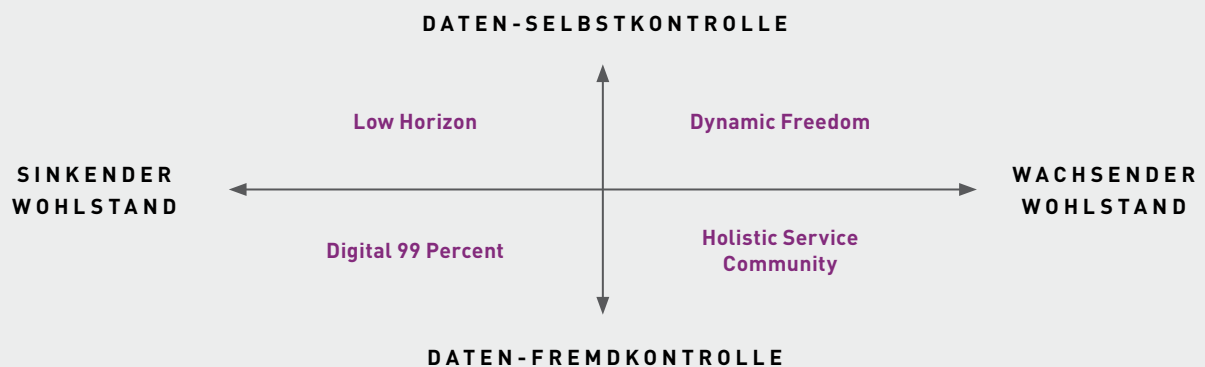 DATEN-SELBSTKONTROLLE
Low Horizon
Dynamic Freedom
SINKENDER
WOHLSTAND
WACHSENDER
WOHLSTAND
Digital 99 Percent
Holistic Service
Community
DATEN-FREMDKONTROLLE